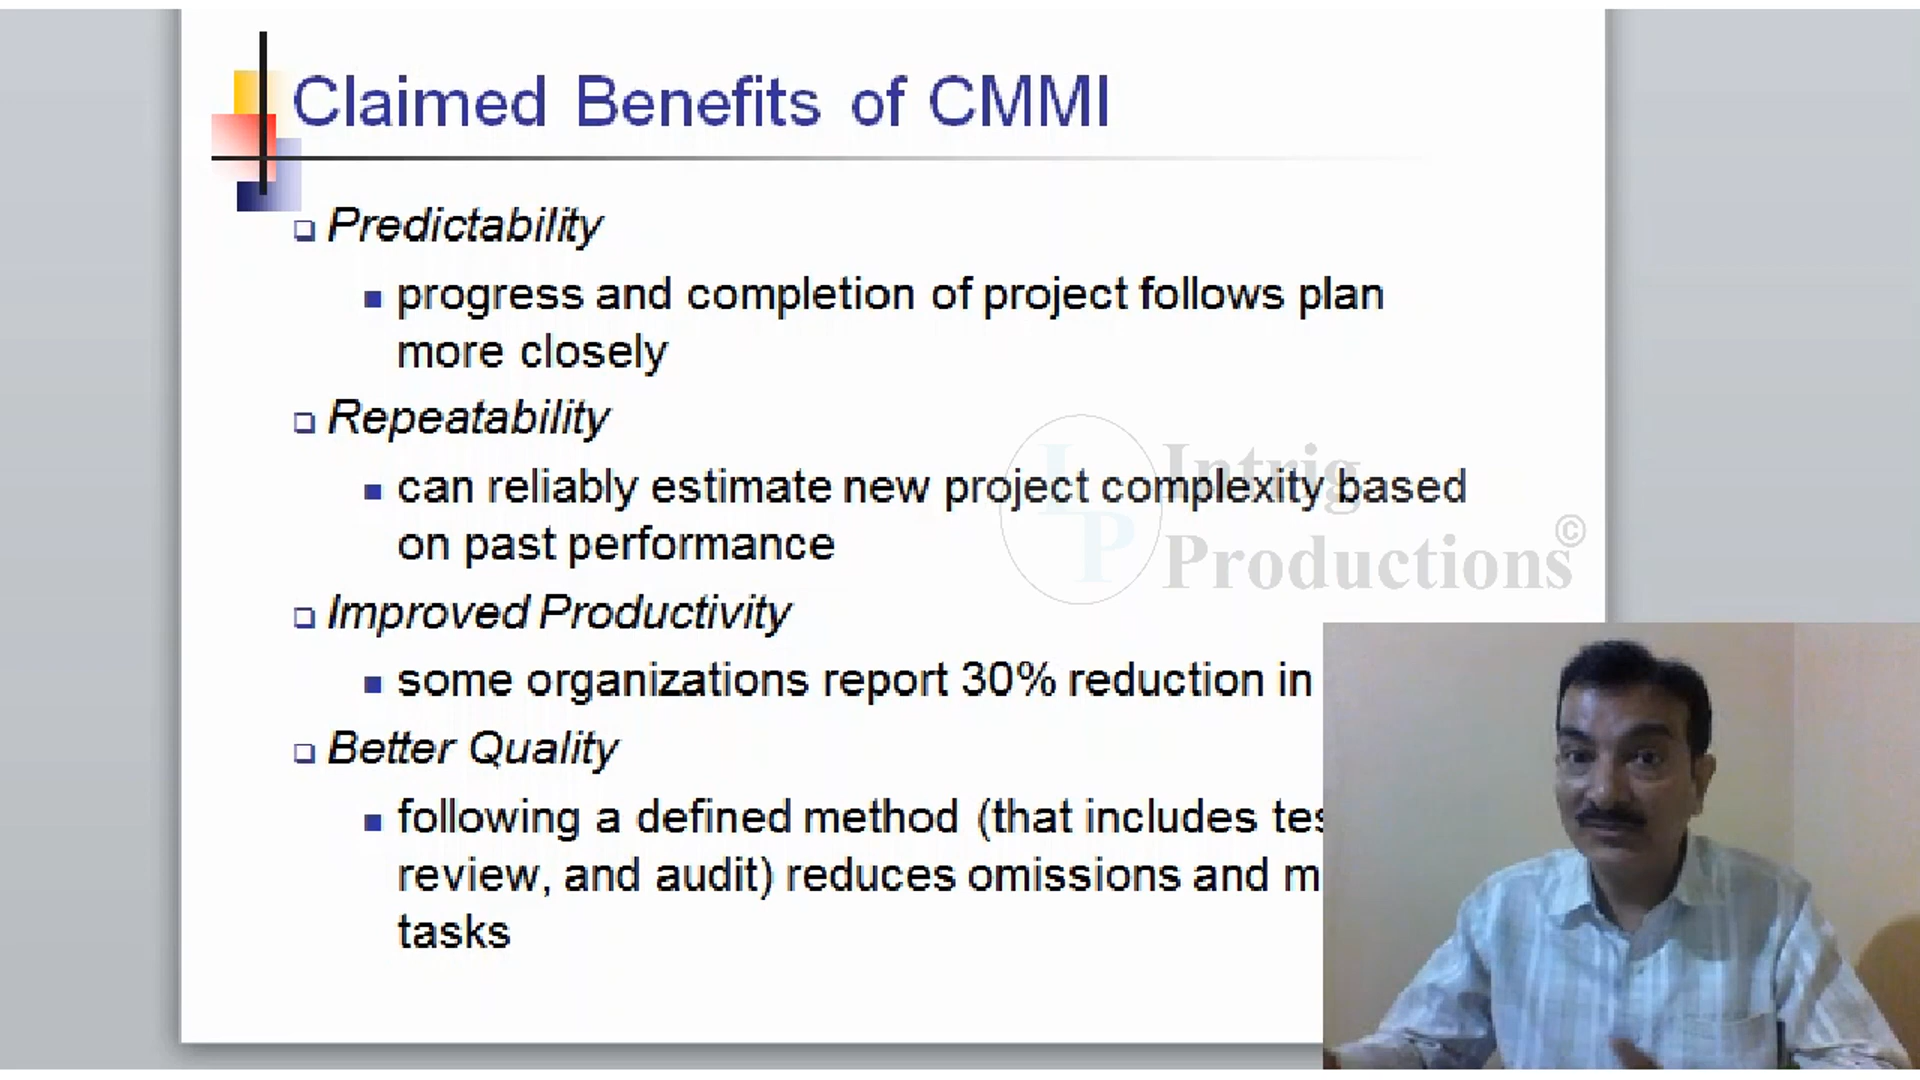 Claimed Benefits of CMMI
Predictability
progress and completion of project follows plan
more closely
Repeatability
can reliably estimate new project complexity based
on past performance
Improved Productivity
some organizations report 30% reduction in
Better Quality
following a defined method (that includes
review, and audit) reduces omissions and
tasks
I P
Intrig
Productions ©